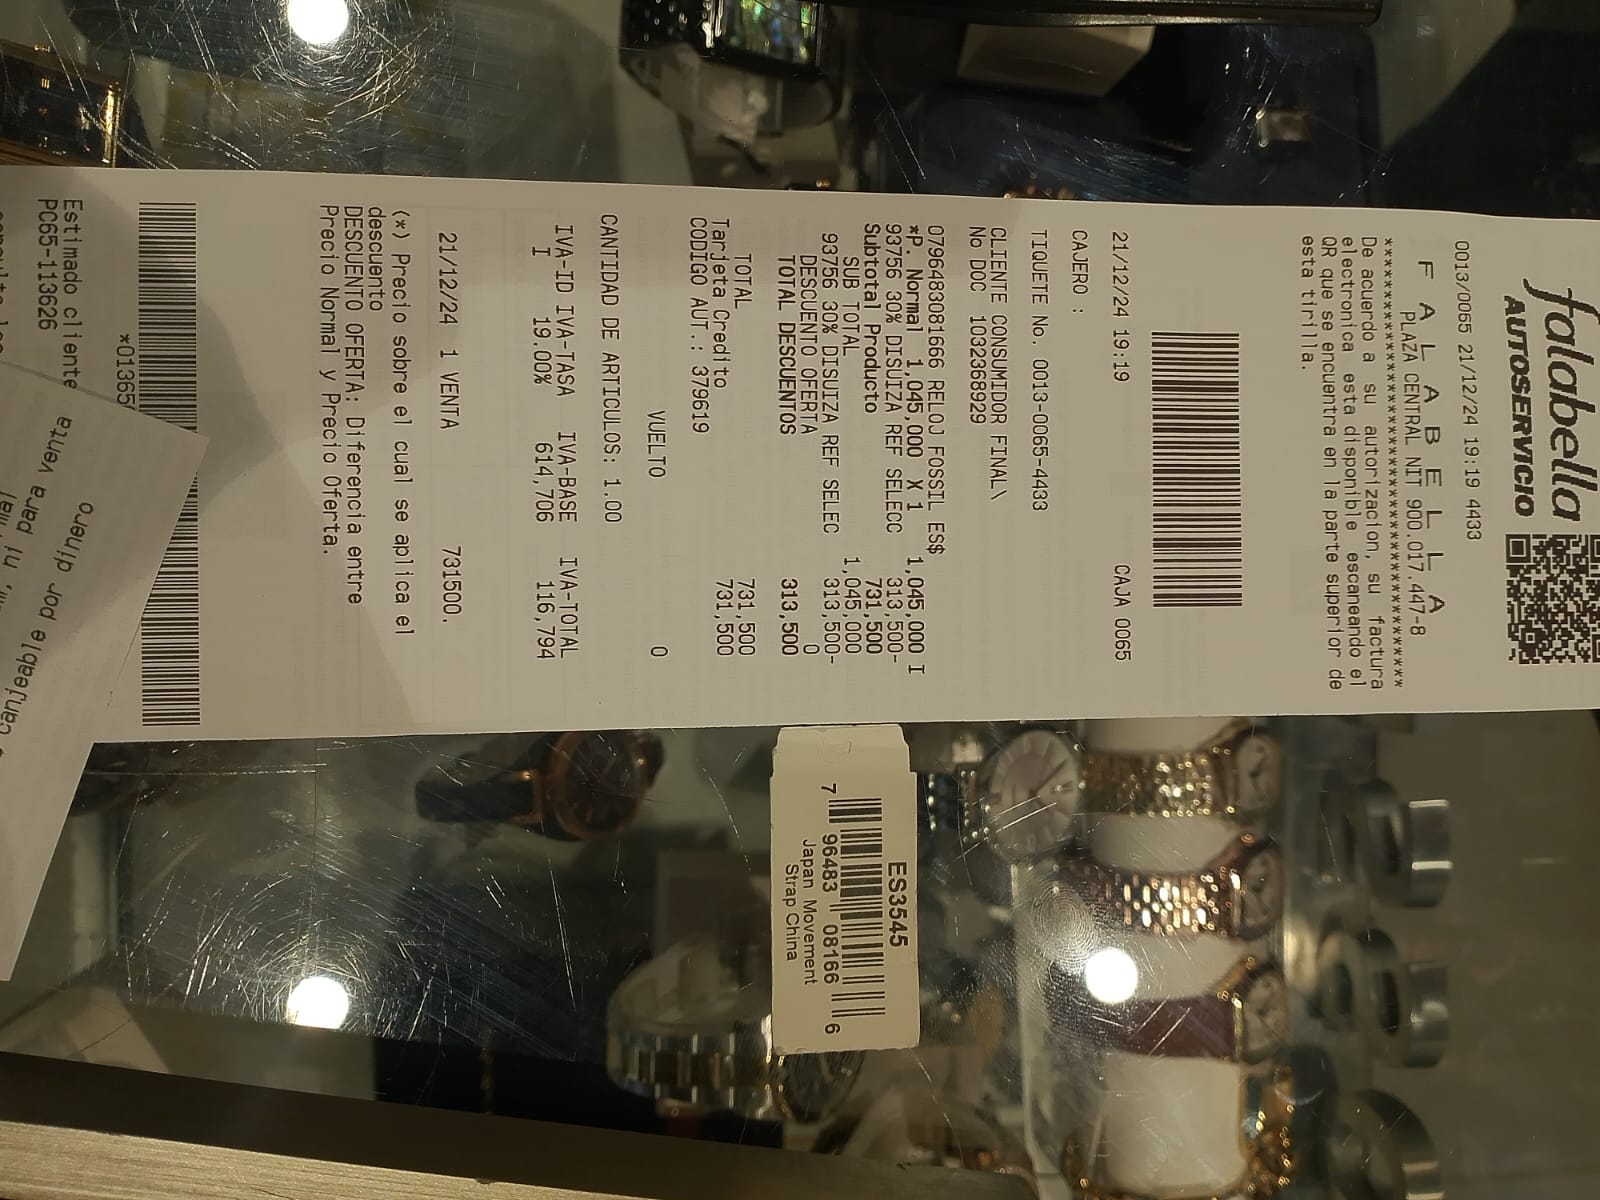 falabella
AUTOSERVICIO
0013/0065 21/12/24 19:19 4433
F A L A B E L L A
PLAZA CENTRAL NIT 900.017.447-8
De acuerdo a su autorizacion, su factura
electronica esta disponible escaneando el
QR que se encuentra en la parte superior de
esta tirilla.
21/12/24 19:19 CAJA 0065
CAJERO :
TIQUETE No. 0013-0065-4433
CLIENTE CONSUMIDOR FINAL\
No DOC 1032368929
0796483081666 RELOJ FOSSIL ES$ 1,045,000 I
*P. Normal 1,045,000 X 1
93756 30% DISUIZA REF SELECC 313,500-
Subtotal Producto 731,500
SUB TOTAL 1,045,000
93756 30% DISUIZA REF SELEC 313,500-
DESCUENTO OFERTA 0
TOTAL DESCUENTOS 313,500
TOTAL 731,500
Tarjeta Credito 731,500
CODIGO AUT.: 379619
VUELTO 0
CANTIDAD DE ARTICULOS: 1.00
IVA-ID IVA-TASA IVA-BASE IVA-TOTAL
I 19.00% 614,706 116,794
21/12/24 1 VENTA 731500.
(*) Precio sobre el cual se aplica el
descuento
DESCUENTO OFERTA: Diferencia entre
Precio Normal y Precio Oferta.
Estimado cliente
PC65-113626
ni para venta
canjeable por dinero
ES3545
7 96483 08166 6
Japan Movement
Strap China